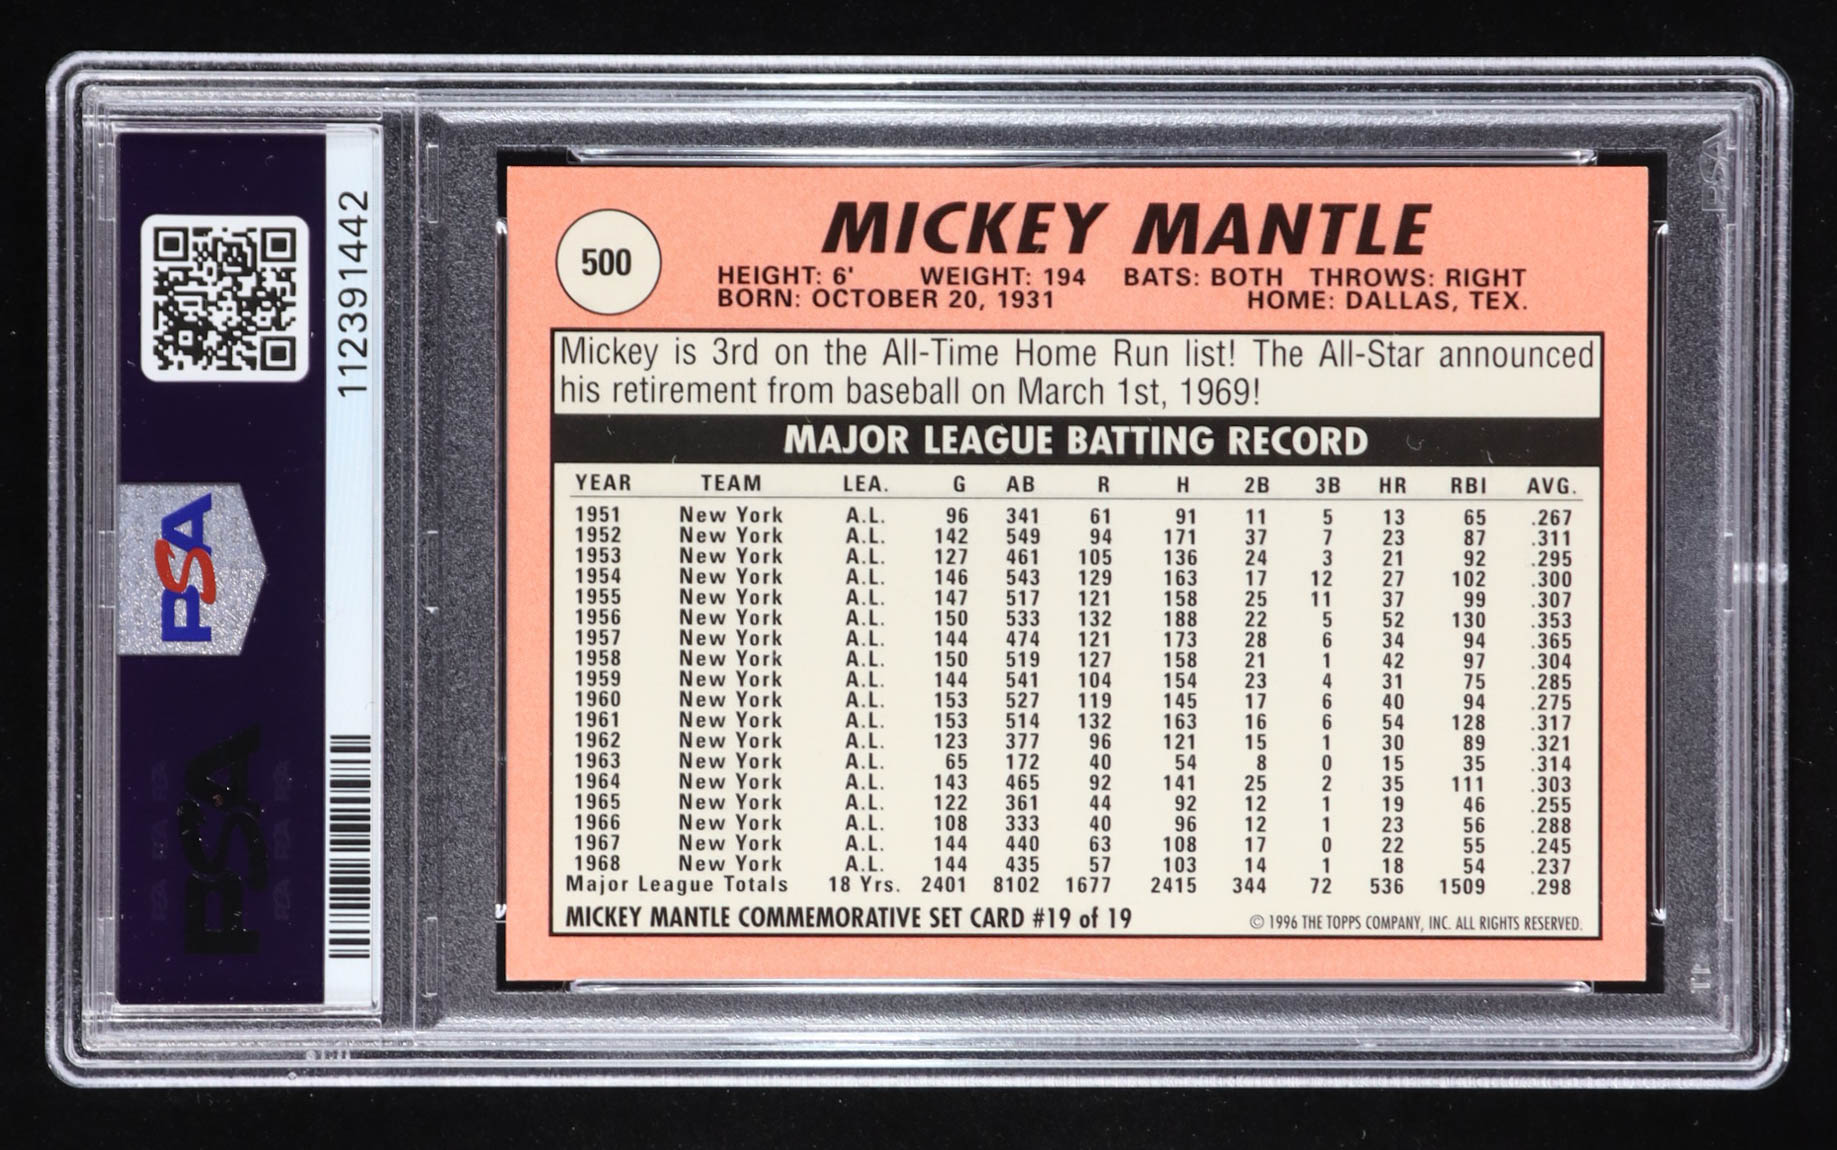 112391442
PSA
PSA
500
MICKEY MANTLE
HEIGHT: 6' WEIGHT: 194 BATS: BOTH THROWS: RIGHT
BORN: OCTOBER 20, 1931 HOME: DALLAS, TEX.
Mickey is 3rd on the All-Time Home Run list! The All-Star announced
his retirement from baseball on March 1st, 1969!
MAJOR LEAGUE BATTING RECORD
YEAR TEAM LEA. G AB R H 2B 3B HR RBI AVG.
1951 New York A.L. 96 341 61 91 11 5 13 65 .267
1952 New York A.L. 142 549 94 171 37 7 23 87 .311
1953 New York A.L. 127 461 105 136 24 3 21 92 .295
1954 New York A.L. 146 543 129 163 17 12 27 102 .300
1955 New York A.L. 147 517 121 158 25 11 37 99 .307
1956 New York A.L. 150 533 132 188 22 5 52 130 .353
1957 New York A.L. 144 474 121 173 28 6 34 94 .365
1958 New York A.L. 150 519 127 158 21 1 42 97 .304
1959 New York A.L. 144 541 104 154 23 4 31 75 .285
1960 New York A.L. 153 527 119 145 17 6 40 94 .275
1961 New York A.L. 153 514 132 163 16 6 54 128 .317
1962 New York A.L. 123 377 96 121 15 1 30 89 .321
1963 New York A.L. 65 172 40 54 8 0 15 35 .314
1964 New York A.L. 143 465 92 141 25 2 35 111 .303
1965 New York A.L. 122 361 44 92 12 1 19 46 .255
1966 New York A.L. 108 333 40 96 12 1 23 56 .288
1967 New York A.L. 144 440 63 108 17 0 22 55 .245
1968 New York A.L. 144 435 57 103 14 1 18 54 .237
Major League Totals 18 Yrs. 2401 8102 1677 2415 344 72 536 1509 .298
MICKEY MANTLE COMMEMORATIVE SET CARD #19 of 19 © 1996 THE TOPPS COMPANY, INC. ALL RIGHTS RESERVED.
PSA